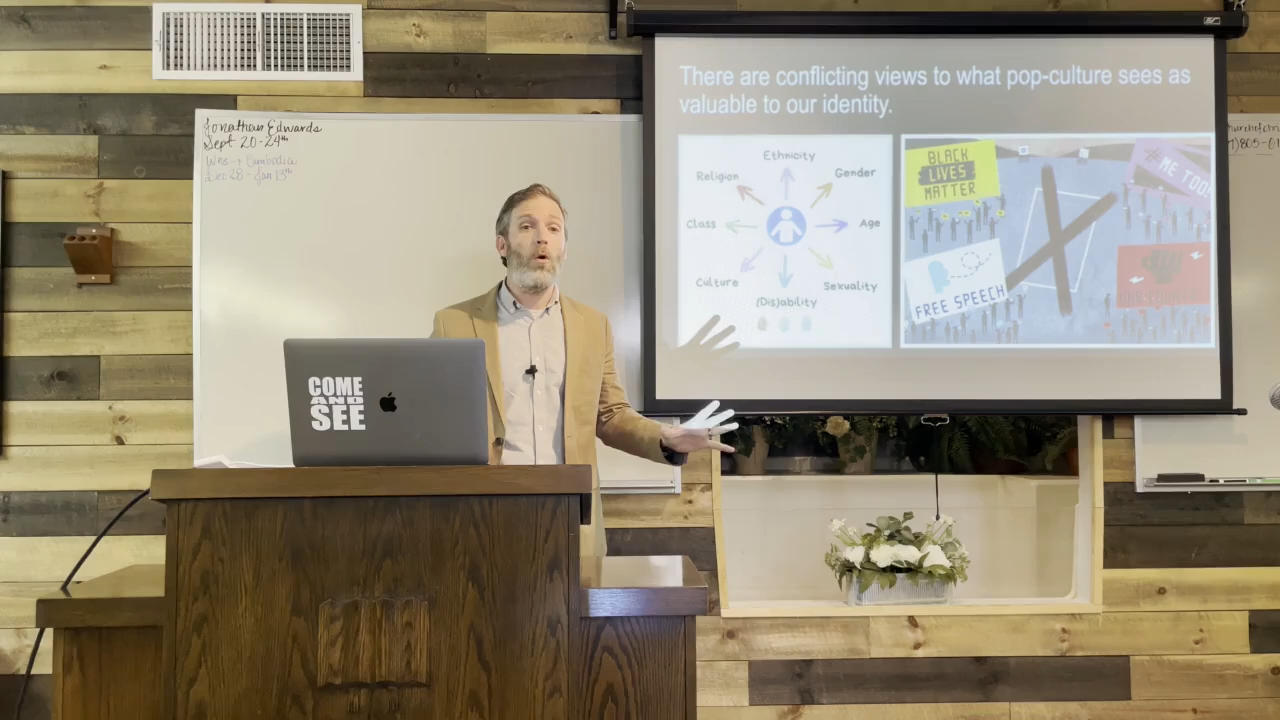 Jonathan Edwards
Sept 20-24th
Dec 28 - Jan 13th
COME
AND
SEE
There are conflicting views to what pop-culture sees as
valuable to our identity.
Ethnicity
Religion
Gender
Class
Age
Culture
Sexuality
(Dis)ability
BLACK
LIVES
MATTER
#ME TOO
FREE SPEECH